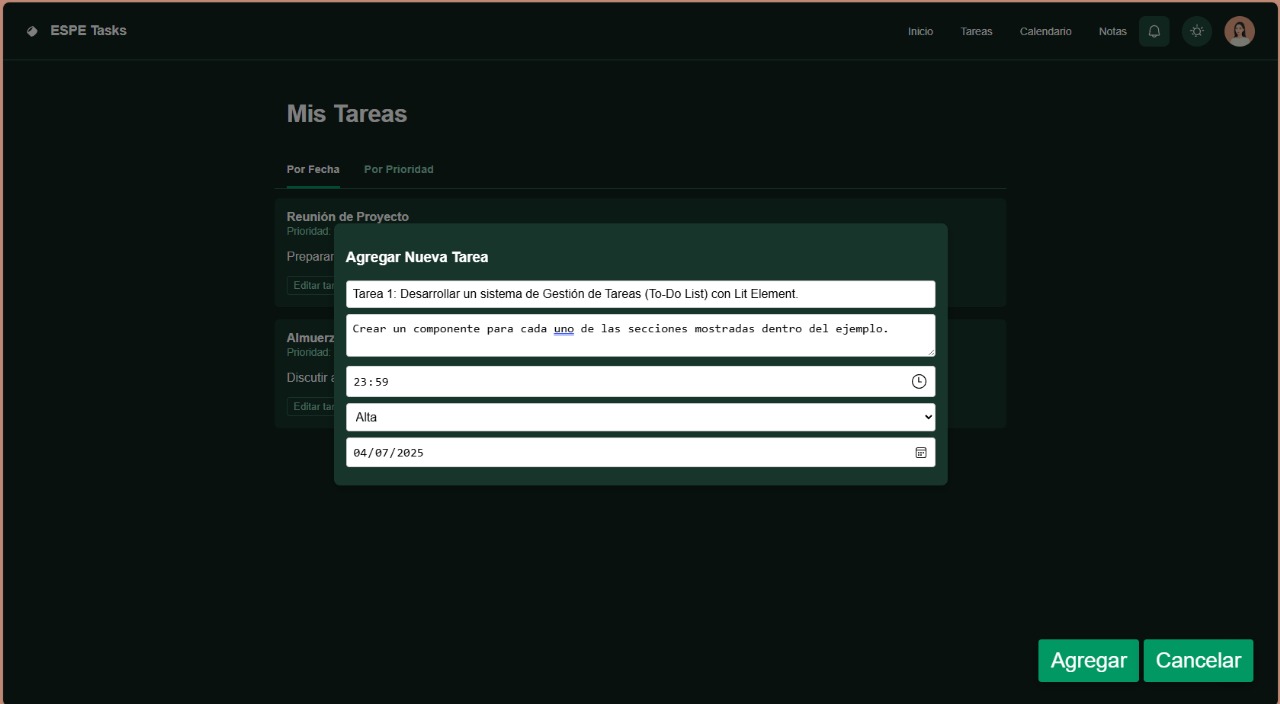 ESPE Tasks
Inicio Tareas Calendario Notas
Mis Tareas
Por Fecha Por Prioridad
Reunión de Proyecto
Prioridad:
Preparar
Editar tar
Agregar Nueva Tarea
Tarea 1: Desarrollar un sistema de Gestión de Tareas (To-Do List) con Lit Element.
Crear un componente para cada uno de las secciones mostradas dentro del ejemplo.
23:59
Alta
04/07/2025
Almuerz
Prioridad:
Discutir a
Editar tar
Agregar Cancelar